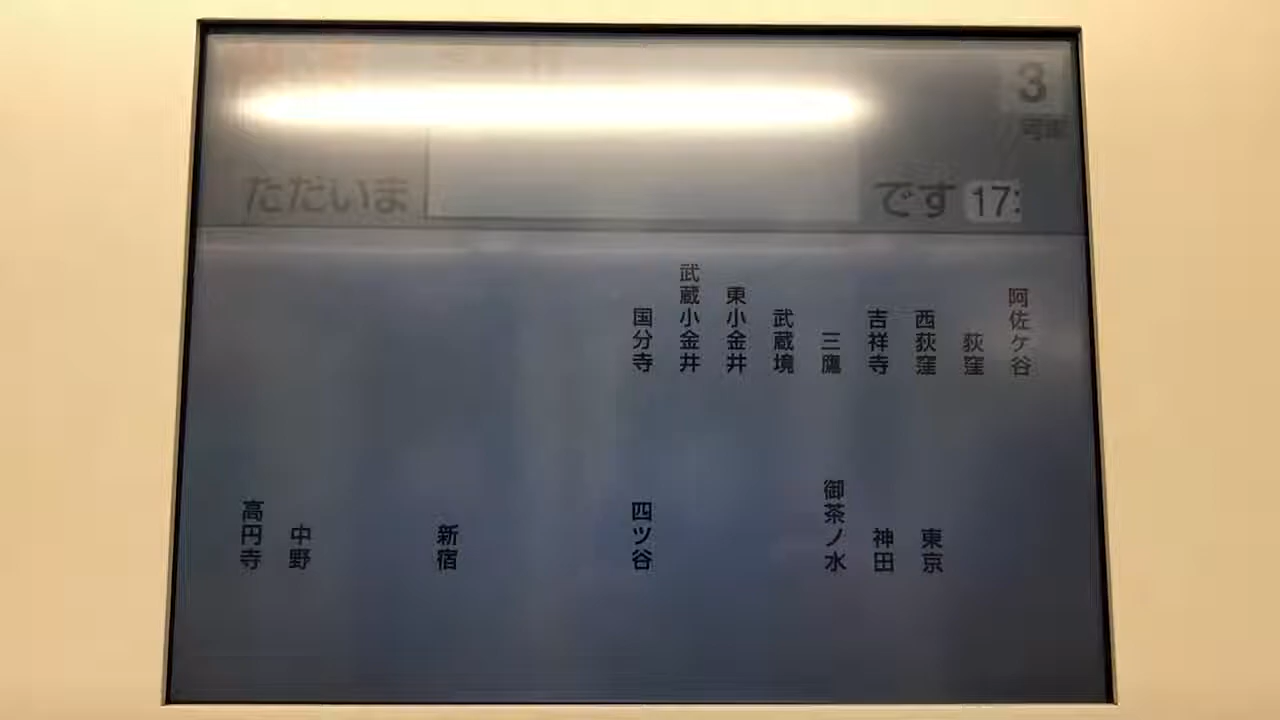 3
号車
ただいま
です
17:
国分寺
武蔵小金井
東小金井
武蔵境
三鷹
吉祥寺
西荻窪
荻窪
阿佐ケ谷
高円寺
中野
新宿
四ツ谷
御茶ノ水
神田
東京